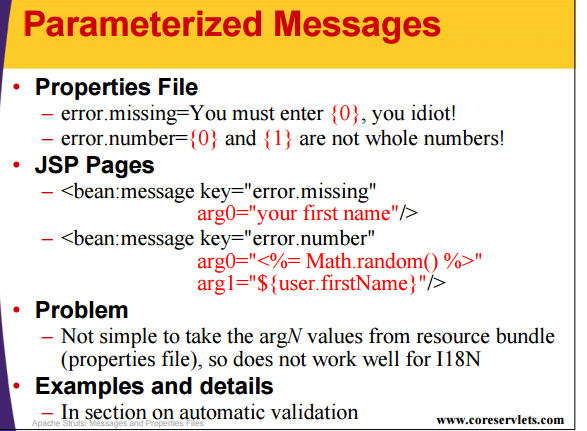 Parameterized Messages
• Properties File
– error.missing=You must enter {0}, you idiot!
– error.number={0} and {1} are not whole numbers!
• JSP Pages
– <bean:message key="error.missing"
arg0="your first name"/>
– <bean:message key="error.number"
arg0="<%= Math.random() %>"
arg1="${user.firstName}"/>
• Problem
– Not simple to take the argN values from resource bundle
(properties file), so does not work well for I18N
• Examples and details
– In section on automatic validation
Apache Struts: Messages and Properties Files
www.coreservlets.com